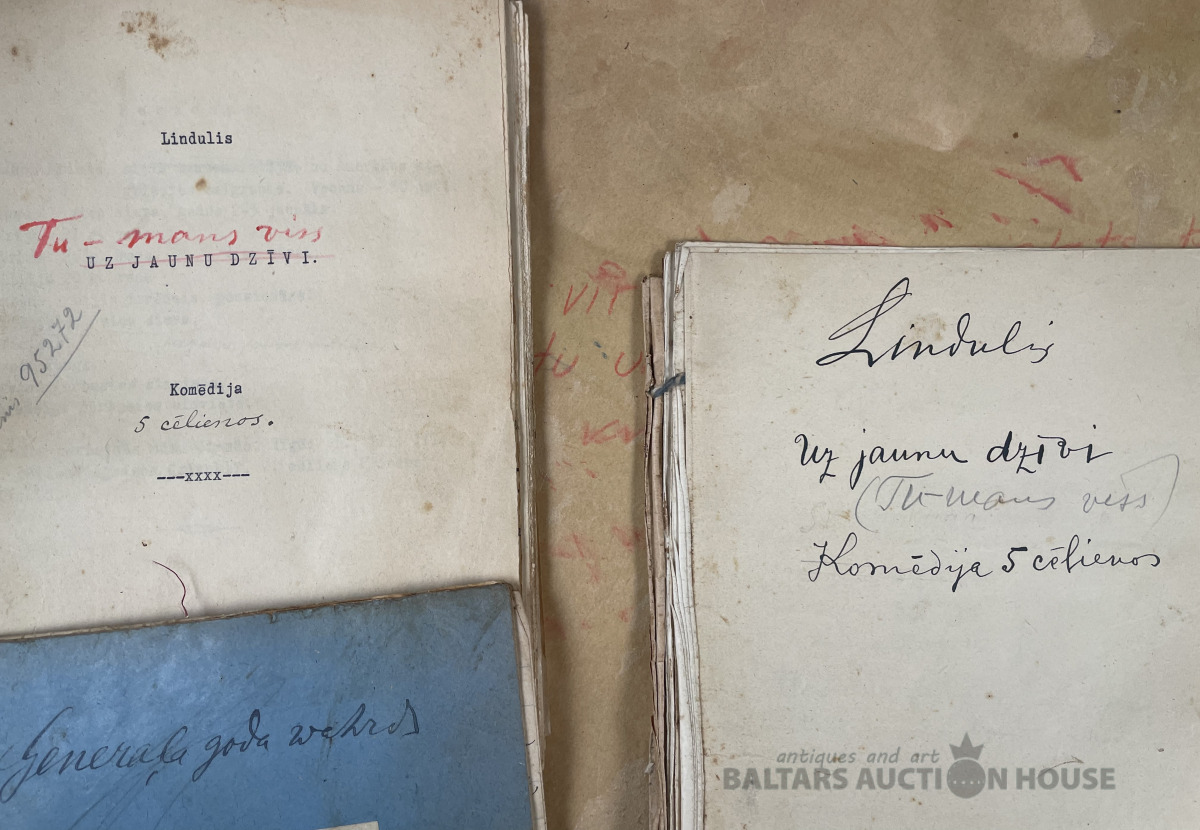 Lindulis
Tu - mans viss
UZ JAUNU DZĪVI.
95272
Komēdija
5 cēlienos.
---xxxx---
Ģeneraļa goda wahrds
Lindulis
Uz jaunu dzīvi
(Tu-mans viss)
Komēdija 5 cēlienos
antiques and art
BALTARS AUCTION HOUSE